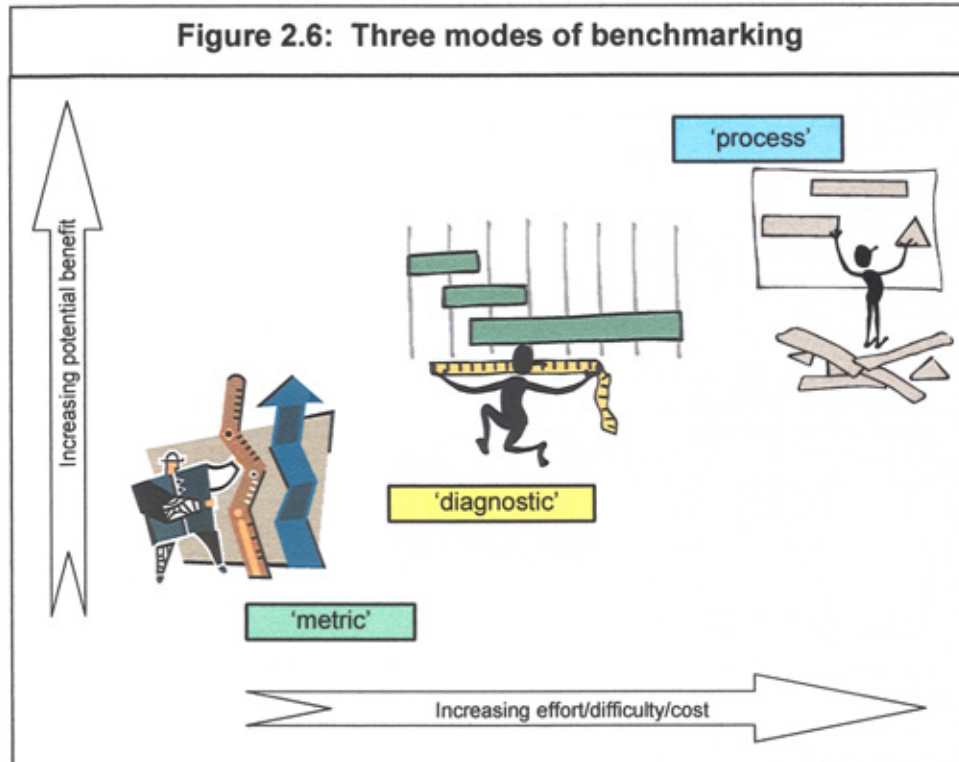 Figure 2.6: Three modes of benchmarking
'process'
Increasing potential benefit
'diagnostic'
'metric'
Increasing effort/difficulty/cost